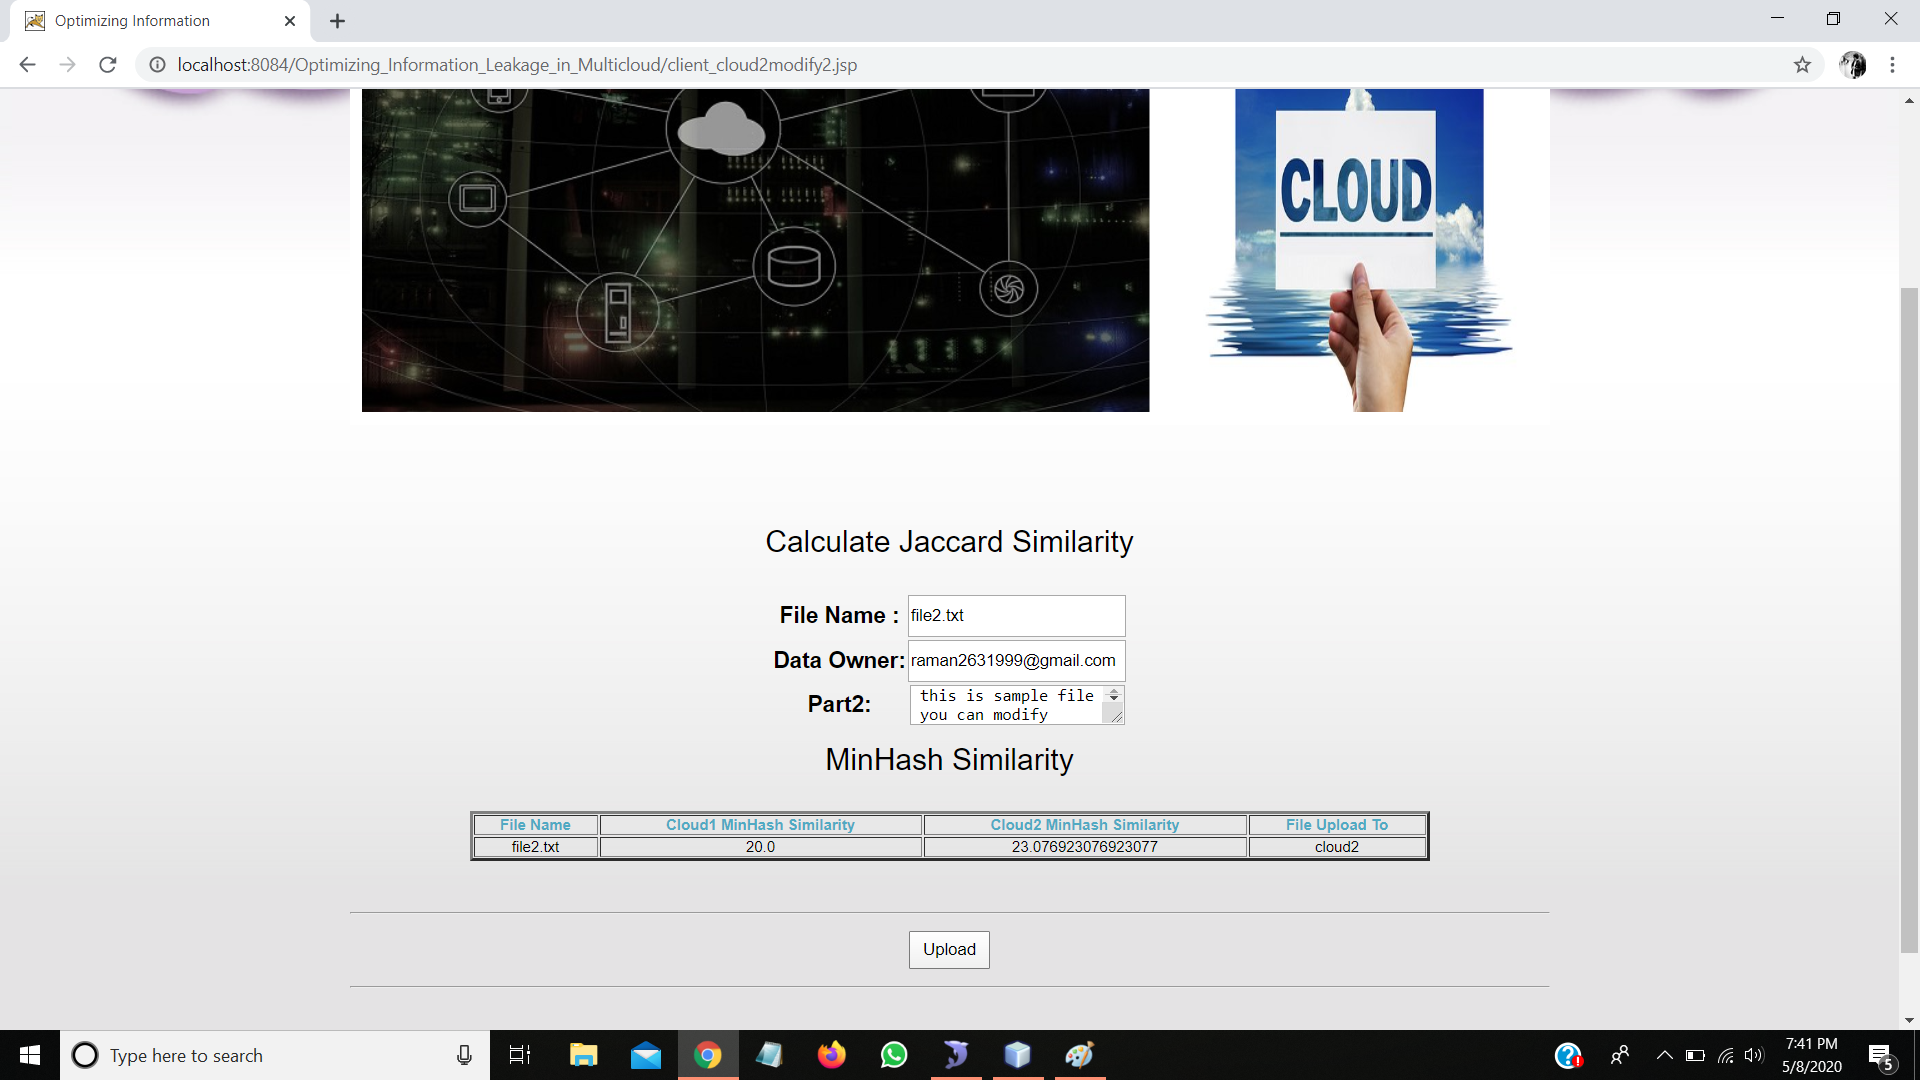 Optimizing Information
localhost:8084/Optimizing_Information_Leakage_in_Multicloud/client_cloud2modify2.jsp
CLOUD
Calculate Jaccard Similarity
File Name : file2.txt
Data Owner: raman2631999@gmail.com
Part2: this is sample file
you can modify
MinHash Similarity
File Name Cloud1 MinHash Similarity Cloud2 MinHash Similarity File Upload To
file2.txt 20.0 23.076923076923077 cloud2
Upload
Type here to search
7:41 PM
5/8/2020
5